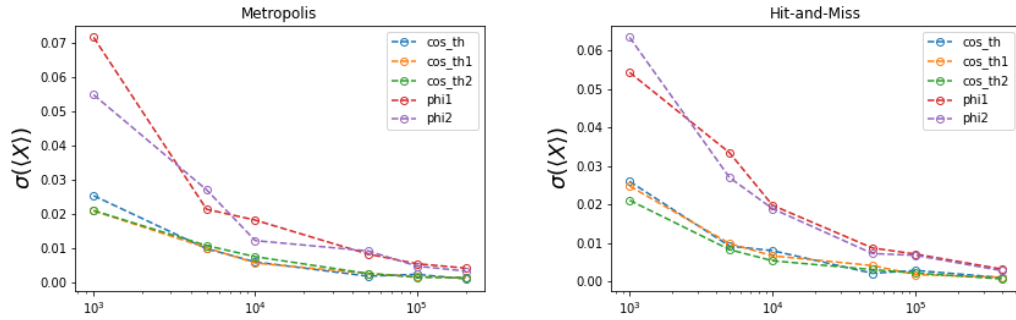 Metropolis
σ(⟨X⟩)
0.07
0.06
0.05
0.04
0.03
0.02
0.01
0.00
10³
10⁴
10⁵
cos_th
cos_th1
cos_th2
phi1
phi2
Hit-and-Miss
σ(⟨X⟩)
0.06
0.05
0.04
0.03
0.02
0.01
0.00
10³
10⁴
10⁵
cos_th
cos_th1
cos_th2
phi1
phi2